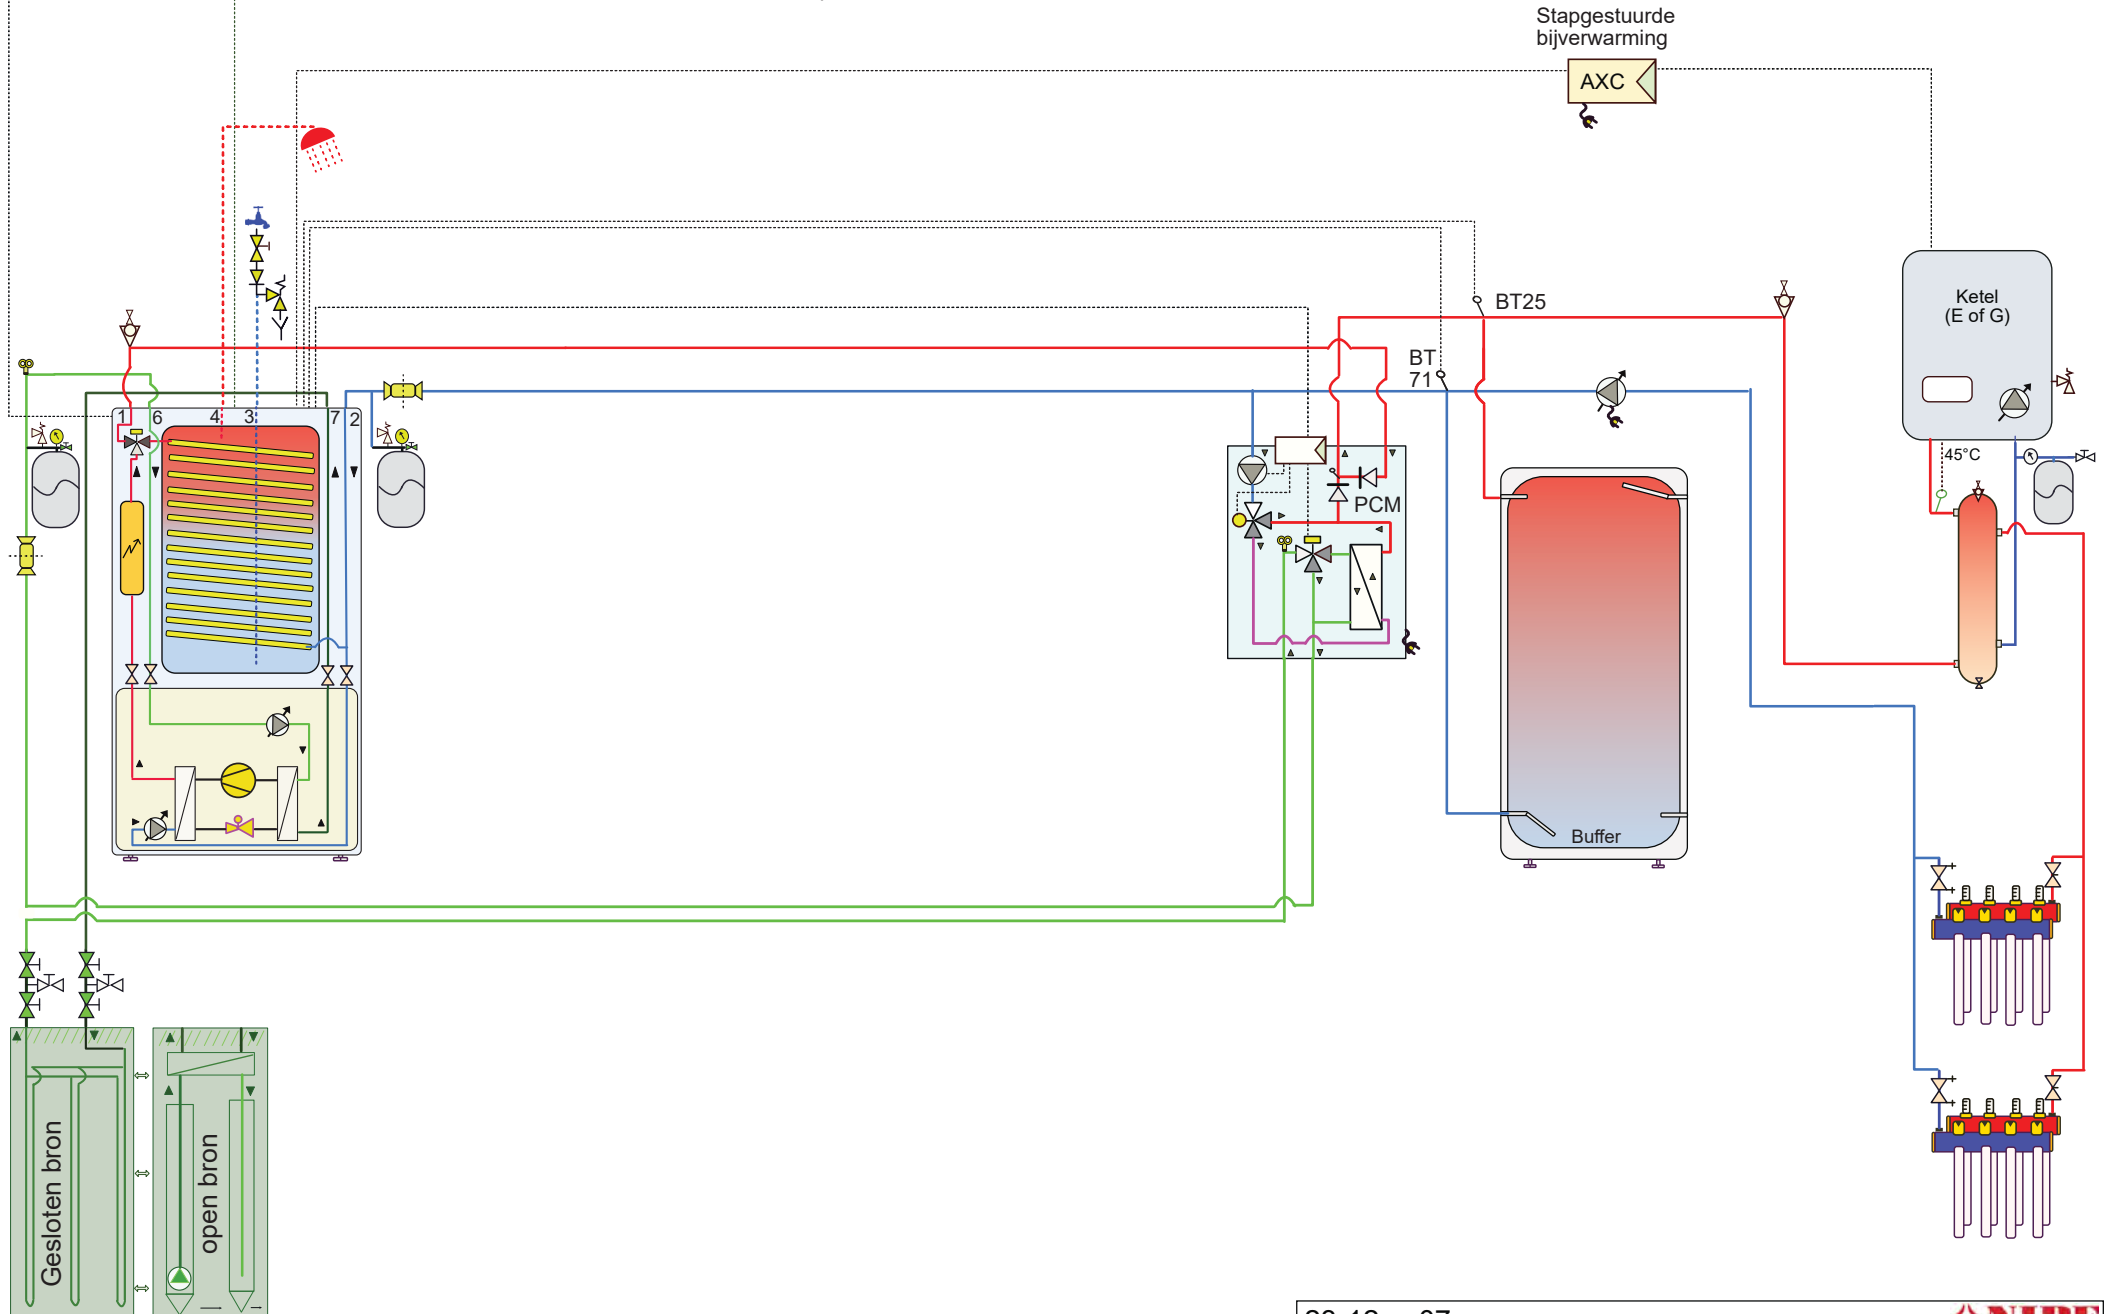 Stapgestuurde
bijverwarming
AXC
BT25
Ketel
(E of G)
BT
71
1 6 4 3 7 2
45°C
PCM
Buffer
Gesloten bron
open bron